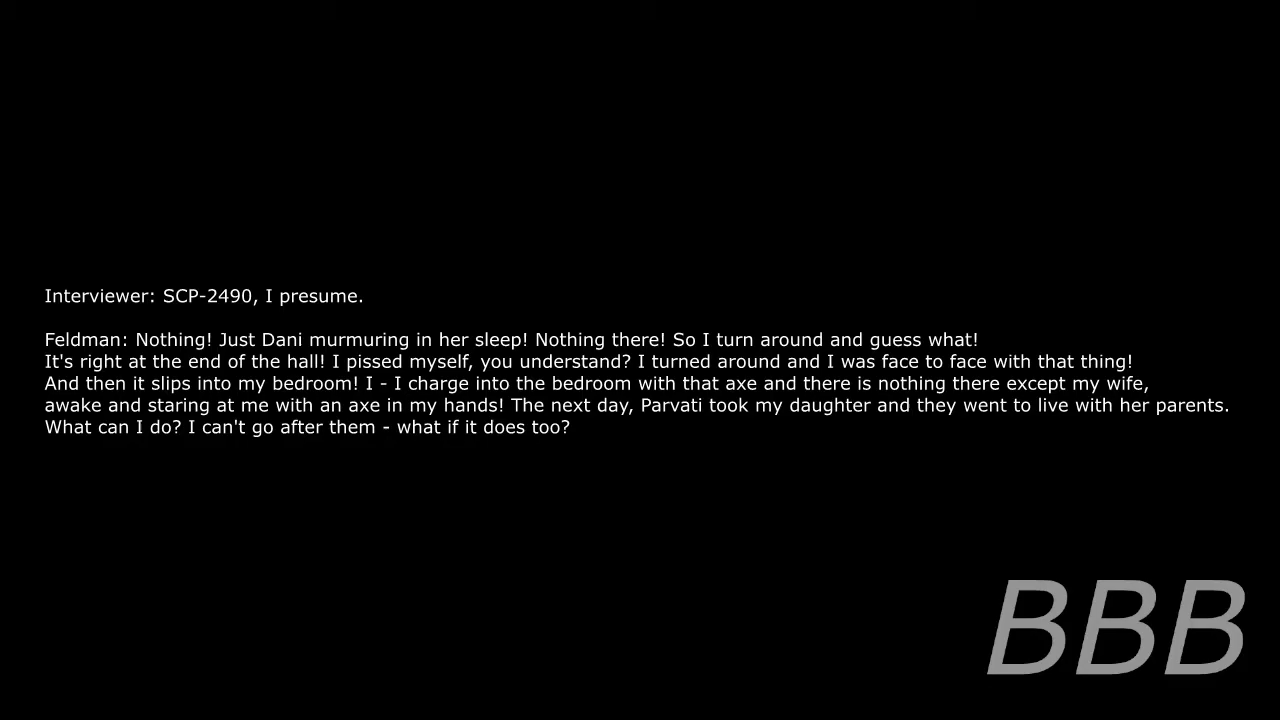 Interviewer: SCP-2490, I presume.
Feldman: Nothing! Just Dani murmuring in her sleep! Nothing there! So I turn around and guess what!
It's right at the end of the hall! I pissed myself, you understand? I turned around and I was face to face with that thing!
And then it slips into my bedroom! I - I charge into the bedroom with that axe and there is nothing there except my wife,
awake and staring at me with an axe in my hands! The next day, Parvati took my daughter and they went to live with her parents.
What can I do? I can't go after them - what if it does too?
BBB